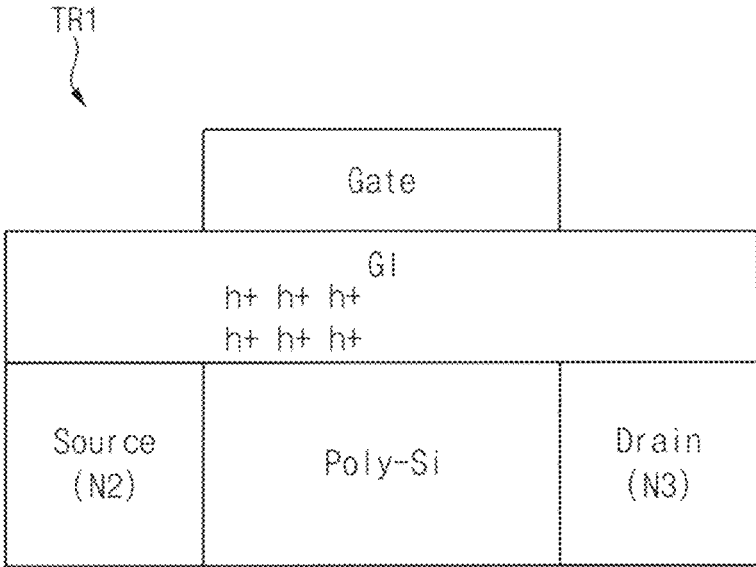 TR1
Gate
GI
h+ h+ h+
h+ h+ h+
Source
(N2)
Poly-Si
Drain
(N3)